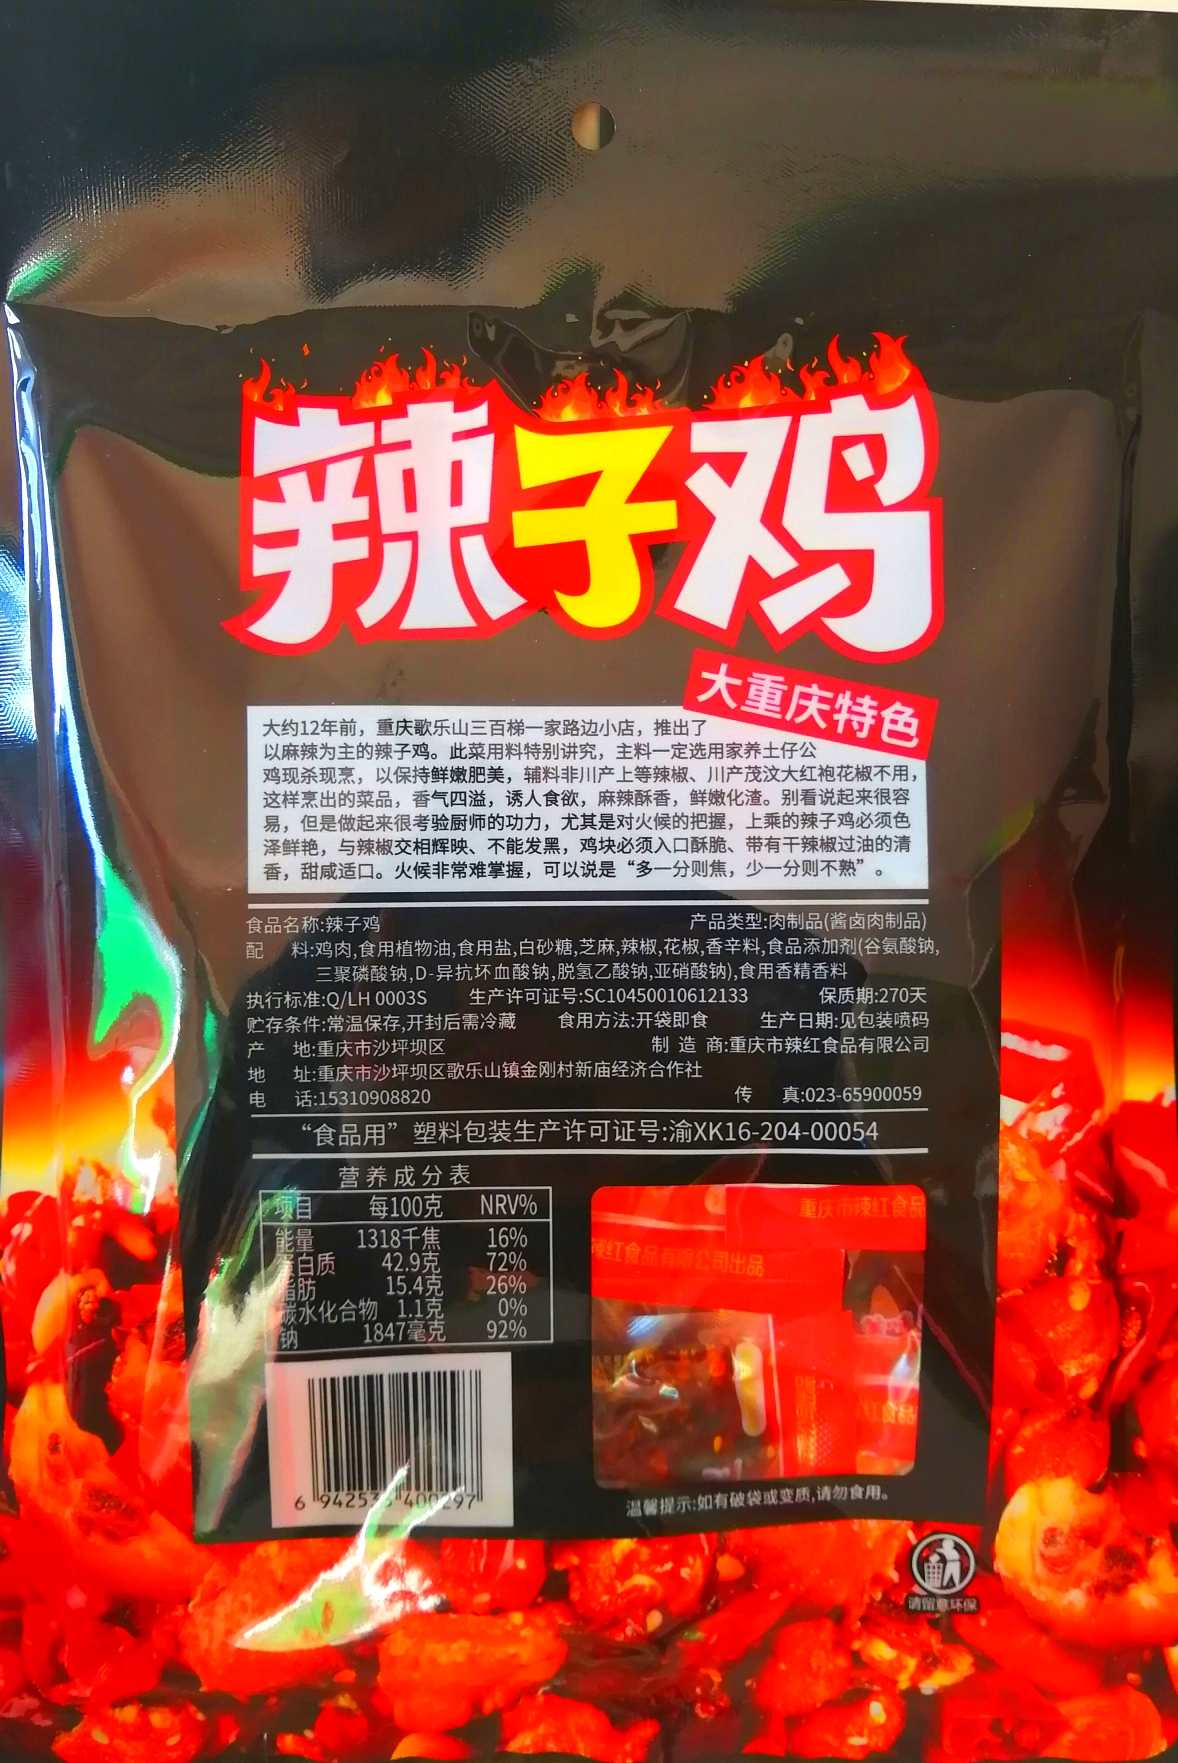 辣子鸡
大重庆特色
大约12年前，重庆歌乐山三百梯一家路边小店，推出了
以麻辣为主的辣子鸡。此菜用料特别讲究，主料一定选用家养土仔公
鸡现杀现烹，以保持鲜嫩肥美，辅料非川产上等辣椒、川产茂汶大红袍花椒不用，
这样烹出的菜品，香气四溢，诱人食欲，麻辣酥香，鲜嫩化渣。别看说起来很容
易，但是做起来很考验厨师的功力，尤其是对火候的把握，上乘的辣子鸡必须色
泽鲜艳，与辣椒交相辉映、不能发黑，鸡块必须入口酥脆、带有干辣椒过油的清
香，甜咸适口。火候非常难掌握，可以说是“多一分则焦，少一分则不熟”。
食品名称:辣子鸡 产品类型:肉制品(酱卤肉制品)
配 料:鸡肉,食用植物油,食用盐,白砂糖,芝麻,辣椒,花椒,香辛料,食品添加剂(谷氨酸钠,
三聚磷酸钠,D-异抗坏血酸钠,脱氢乙酸钠,亚硝酸钠),食用香精香料
执行标准:Q/LH 0003S 生产许可证号:SC10450010612133 保质期:270天
贮存条件:常温保存,开封后需冷藏 食用方法:开袋即食 生产日期:见包装喷码
产 地:重庆市沙坪坝区 制 造 商:重庆市辣红食品有限公司
地 址:重庆市沙坪坝区歌乐山镇金刚村新庙经济合作社
电 话:15310908820 传 真:023-65900059
“食品用”塑料包装生产许可证号:渝XK16-204-00054
营养成分表
项目 每100克 NRV%
能量 1318千焦 16%
蛋白质 42.9克 72%
脂肪 15.4克 26%
碳水化合物 1.1克 0%
钠 1847毫克 92%
重庆市辣红食品
辣红食品有限公司出品
6 942535 400297
温馨提示:如有破袋或变质,请勿食用。
请留意环保